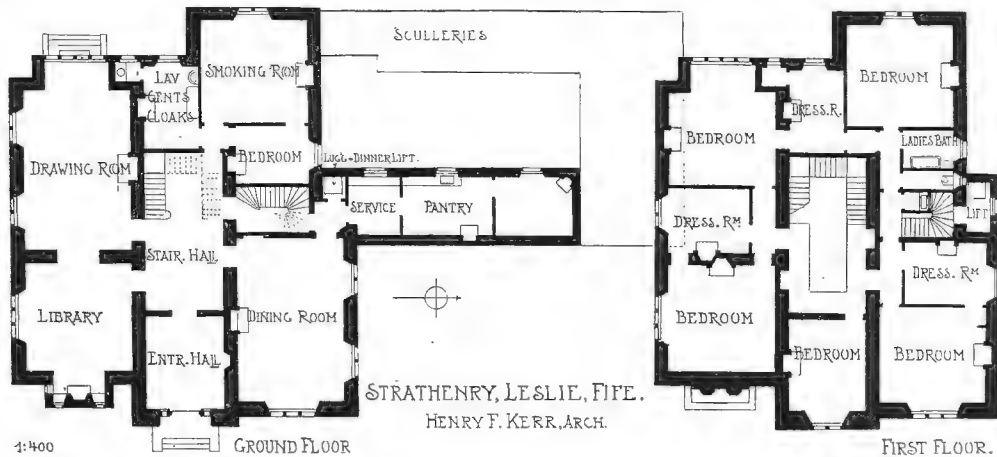 SCULLERIES
LAV
GENTS
CLOAKS
SMOKING ROOM
DRAWING ROOM
BEDROOM
LUGG & DINNER LIFT.
SERVICE
PANTRY
STAIR. HALL
LIBRARY
DINING ROOM
ENTR. HALL
STRATHENRY, LESLIE, FIFE.
HENRY F. KERR, ARCH.
1:400
GROUND FLOOR
BEDROOM
DRESS. R.
BEDROOM
LADIES BATH
DRESS. RM
LIFT
DRESS. RM
BEDROOM
BEDROOM
BEDROOM
FIRST FLOOR.